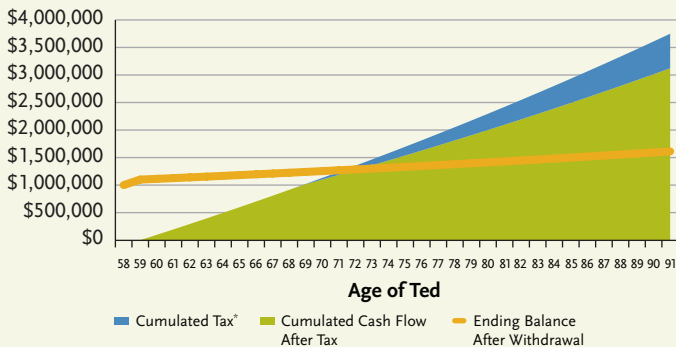 $4,000,000
$3,500,000
$3,000,000
$2,500,000
$2,000,000
$1,500,000
$1,000,000
$500,000
$0
58 59 60 61 62 63 64 65 66 67 68 69 70 71 72 73 74 75 76 77 78 79 80 81 82 83 84 85 86 87 88 89 90 91
Age of Ted
Cumulated Tax* Cumulated Cash Flow Ending Balance
After Tax After Withdrawal